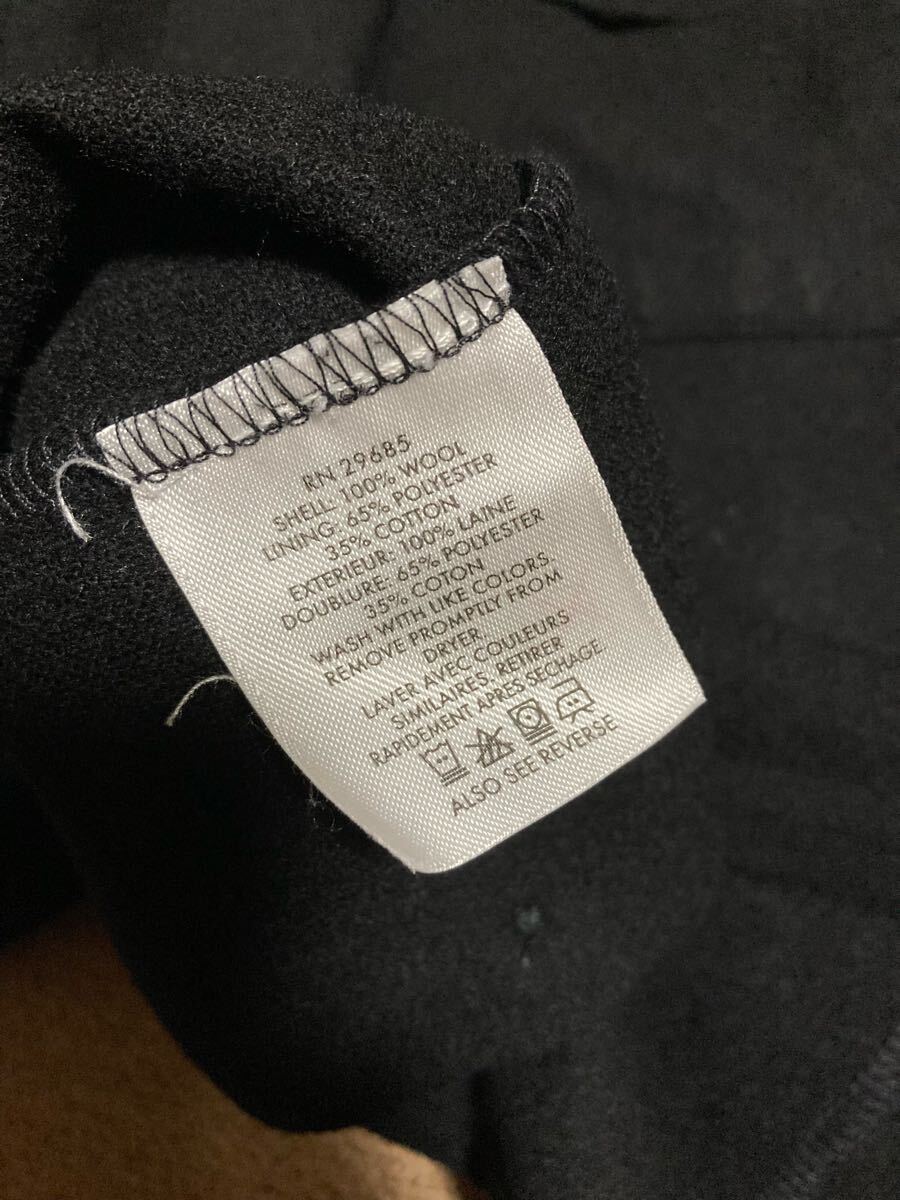 RN 29685
SHELL: 100% WOOL
LINING: 65% POLYESTER
35% COTTON
EXTERIEUR: 100% LAINE
DOUBLURE: 65% POLYESTER
35% COTON
WASH WITH LIKE COLORS
REMOVE PROMPTLY FROM
DRYER.
LAVER AVEC COULEURS
SIMILAIRES. RETIRER
RAPIDEMENT APRES SECHAGE.
ALSO SEE REVERSE